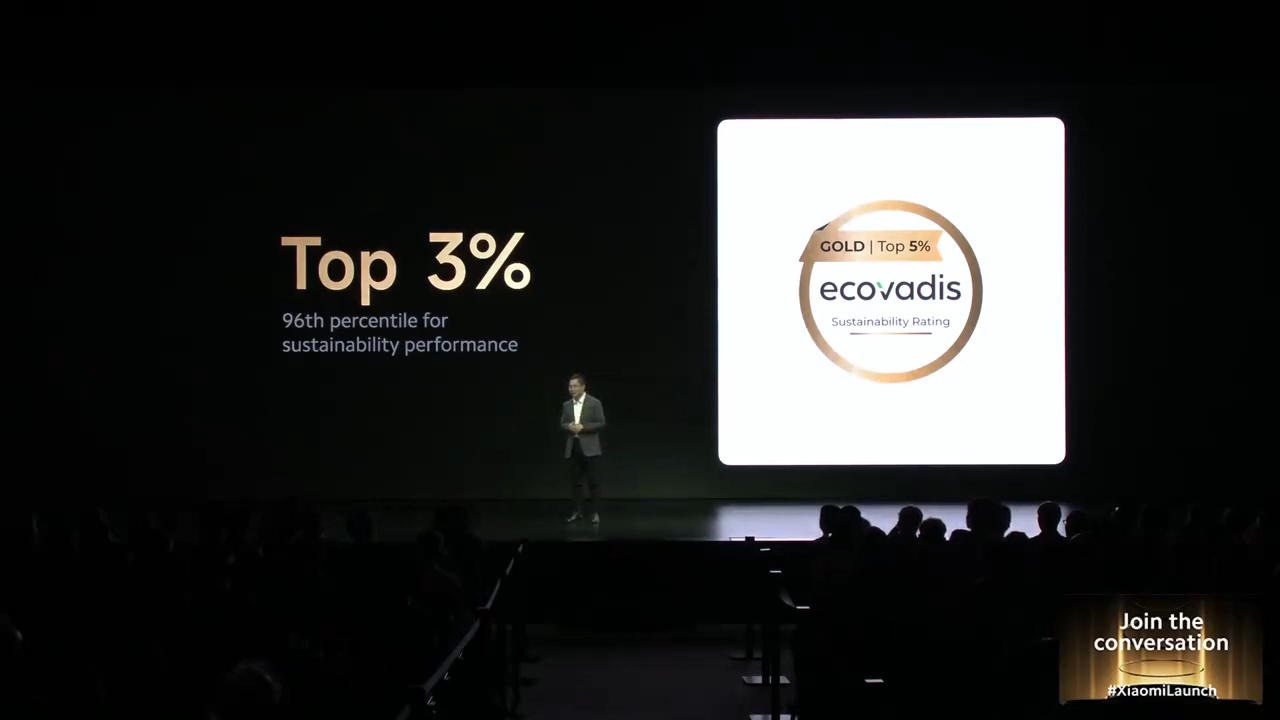 Top 3%
96th percentile for
sustainability performance
GOLD | Top 5%
ecovadis
Sustainability Rating
Join the
conversation
#XiaomiLaunch